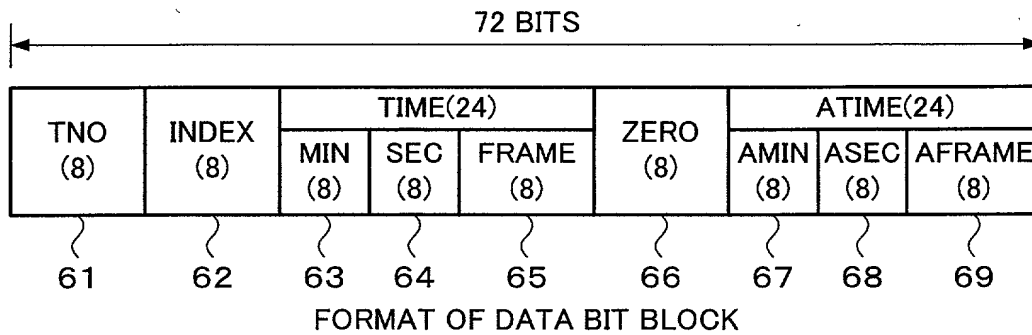 72 BITS
TNO (8)
INDEX (8)
TIME(24)
MIN (8)
SEC (8)
FRAME (8)
ZERO (8)
ATIME(24)
AMIN (8)
ASEC (8)
AFRAME (8)
61 62 63 64 65 66 67 68 69
FORMAT OF DATA BIT BLOCK